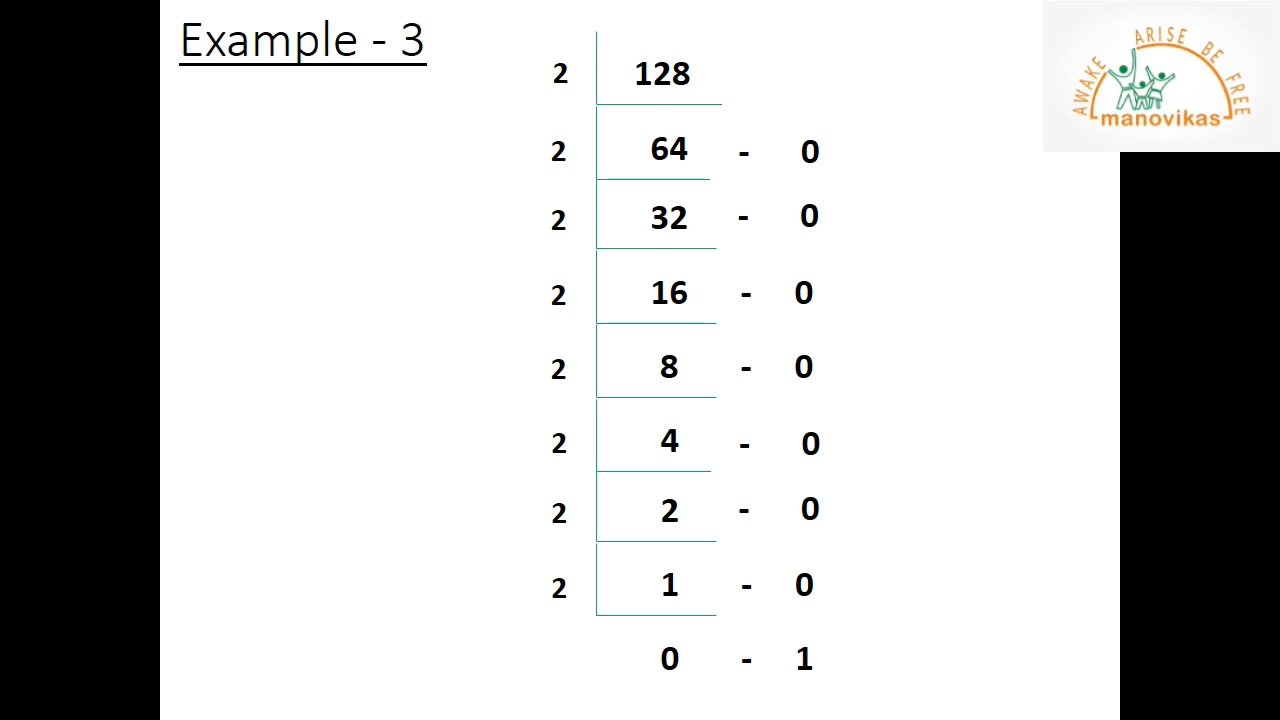 Example - 3
AWAKE ARISE BE FREE
manovikas
2 128
2 64 - 0
2 32 - 0
2 16 - 0
2 8 - 0
2 4 - 0
2 2 - 0
2 1 - 0
0 - 1